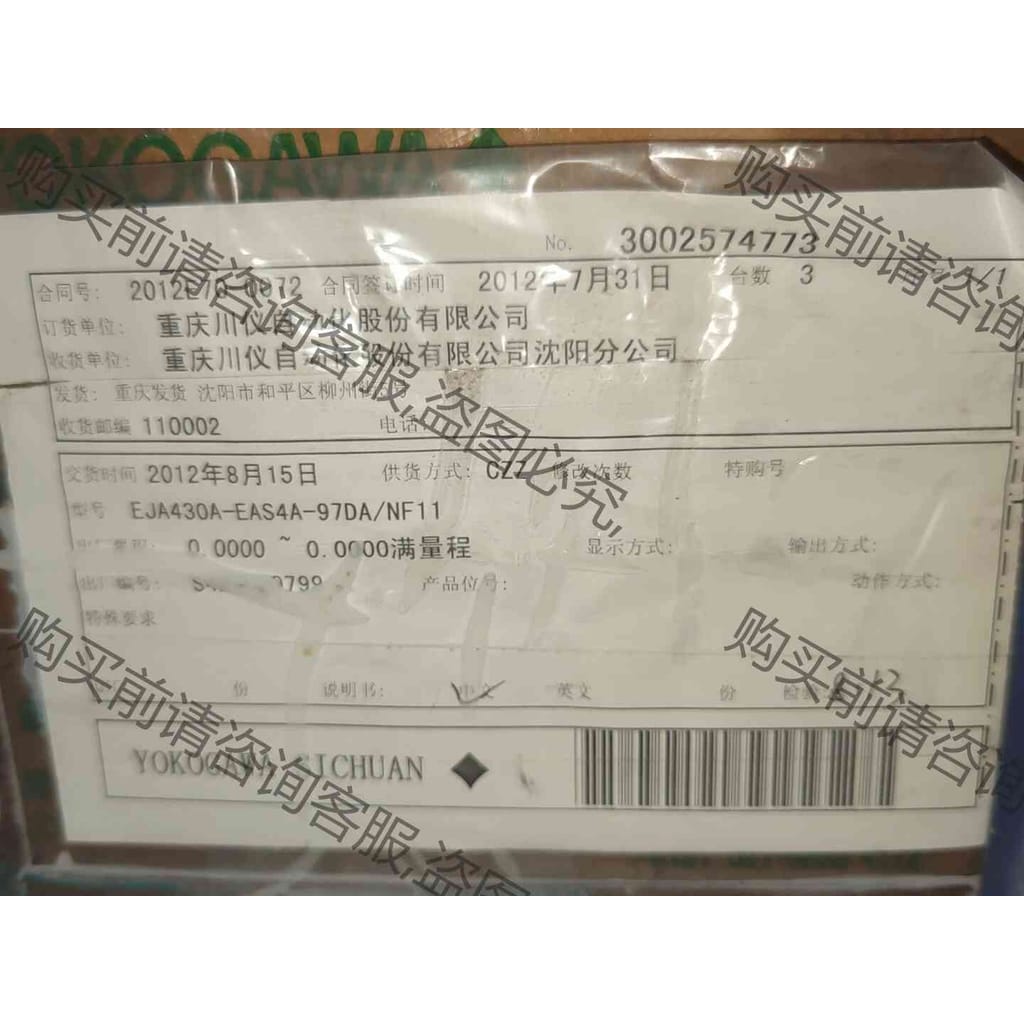 YOKOGAWA
No. 3002574773
合同号: 合同签订时间 2012年7月31日 台数 3 /1
订货单位: 重庆川仪自动化股份有限公司
收货单位: 重庆川仪自动化股份有限公司沈阳分公司
发货: 重庆发货 沈阳市和平区柳州街
收货邮编 110002 电话:
交货时间 2012年8月15日 供货方式: 修改次数 特购号
型号 EJA430A-EAS4A-97DA/NF11
0.0000 ~ 0.0000满量程 显示方式: 输出方式:
出厂编号: 产品位号: 动作方式:
特殊要求
份 说明书: 中文 英文 份 检验
YOKOGAWA SICHUAN
购买前请咨询客服,盗图必究,
购买前请咨询
购买前请咨询客服,盗图
购买前请咨询